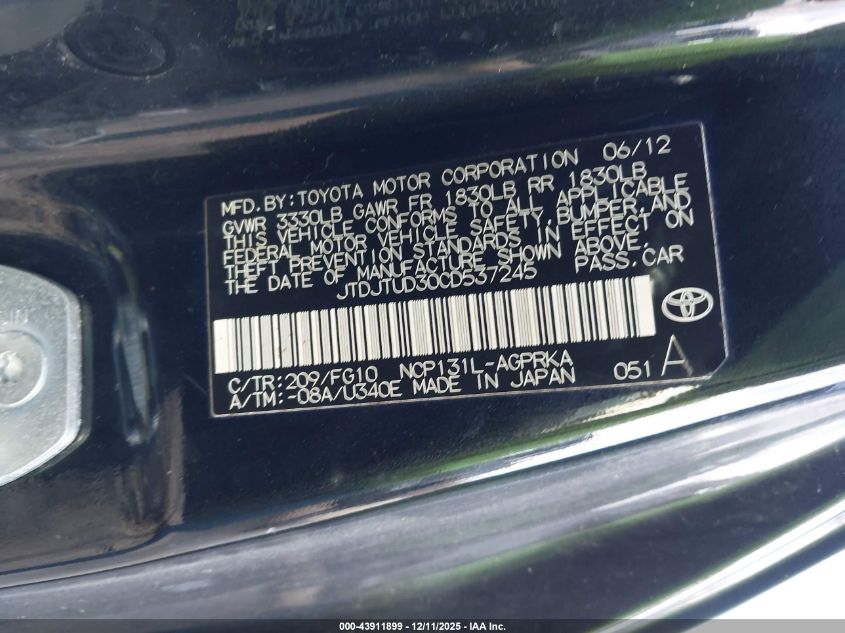 MFD.BY:TOYOTA MOTOR CORPORATION 06/12
GVWR 3330LB GAWR FR 1830LB RR 1830LB
THIS VEHICLE CONFORMS TO ALL APPLICABLE
FEDERAL MOTOR VEHICLE SAFETY,BUMPER,AND
THEFT PREVENTION STANDARDS IN EFFECT ON
THE DATE OF MANUFACTURE SHOWN ABOVE.
JTDJTUD30CD537245 PASS.CAR
C/TR:209/FG10 NCP131L-AGPRKA
A/TM:-08A/U340E MADE IN JAPAN 051 A
000-43911899 - 12/11/2025 - IAA Inc.